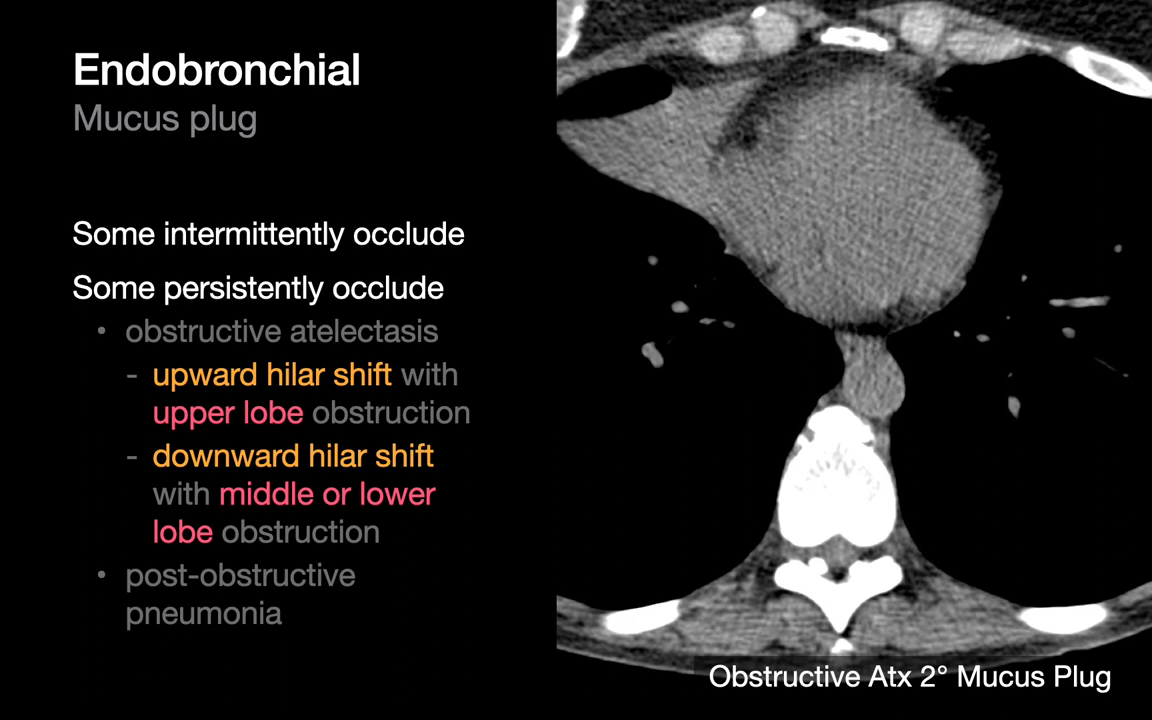 Endobronchial
Mucus plug
Some intermittently occlude
Some persistently occlude
• obstructive atelectasis
- upward hilar shift with
upper lobe obstruction
- downward hilar shift
with middle or lower
lobe obstruction
• post-obstructive
pneumonia
Obstructive Atx 2° Mucus Plug